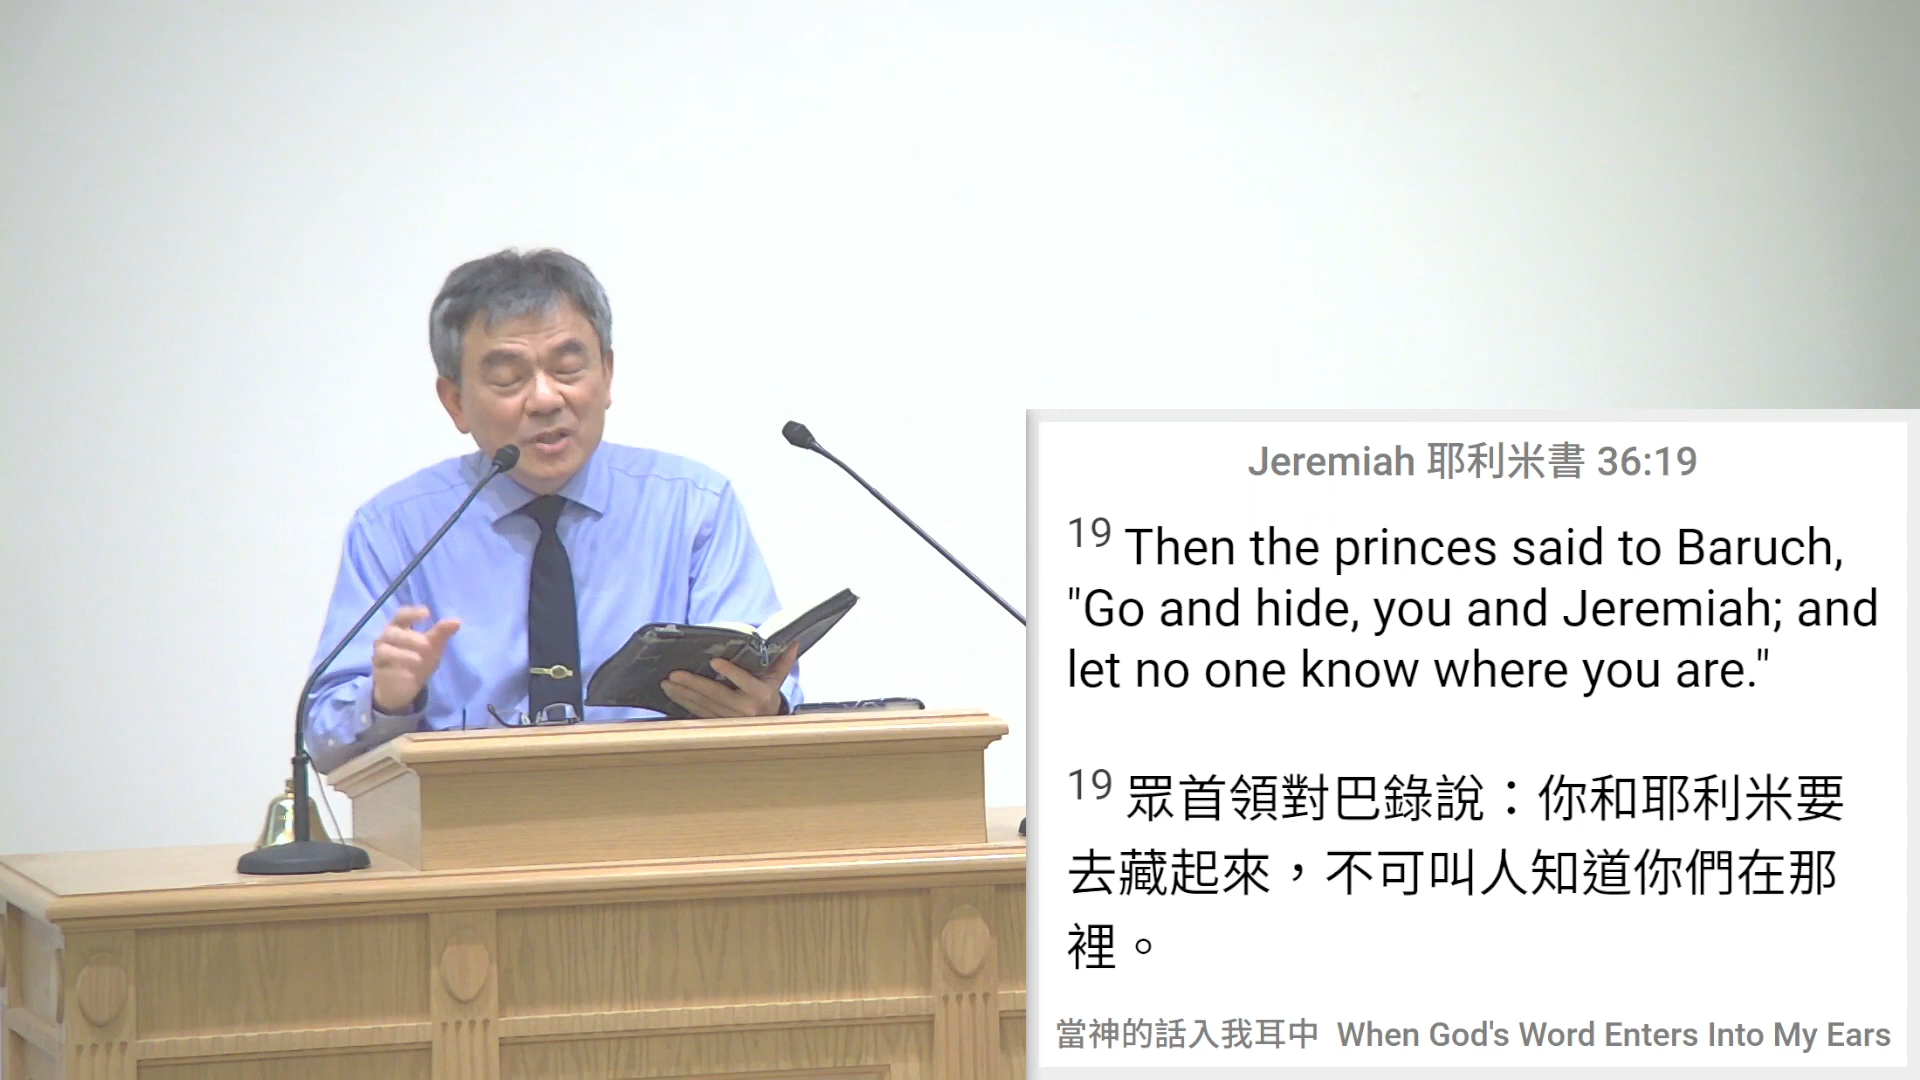 Jeremiah 耶利米書 36:19
19 Then the princes said to Baruch,
"Go and hide, you and Jeremiah; and
let no one know where you are."
19 眾首領對巴錄說：你和耶利米要
去藏起來，不可叫人知道你們在那
裡。
當神的話入我耳中 When God's Word Enters Into My Ears